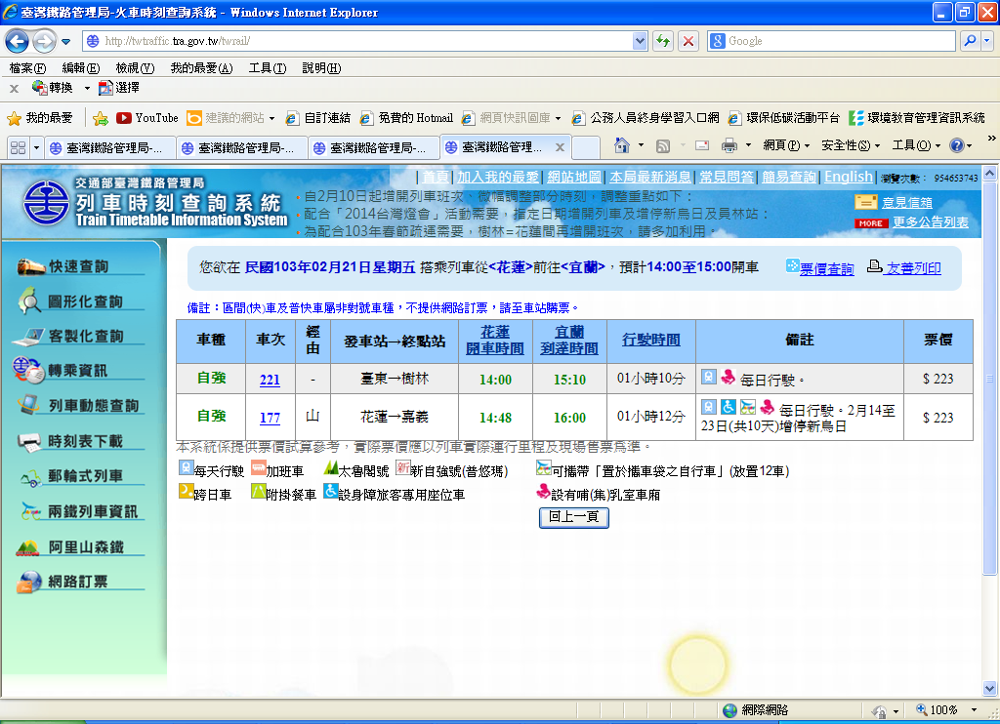 臺灣鐵路管理局-火車時刻查詢系統 - Windows Internet Explorer
http://twtraffic.tra.gov.tw/twrail/
Google
檔案(F) 編輯(E) 檢視(V) 我的最愛(A) 工具(T) 說明(H)
x 轉換 選擇
我的最愛 YouTube 建議的網站 自訂連結 免費的 Hotmail 網頁快訊圖庫 公務人員終身學習入口網 環保低碳活動平台 環境教育管理資訊系統
臺灣鐵路管理局-... 臺灣鐵路管理局-... 臺灣鐵路管理局-... 臺灣鐵路管理... 網頁(P) 安全性(S) 工具(O)
交通部臺灣鐵路管理局
列車時刻查詢系統
Train Timetable Information System
|首頁|加入我的最愛|網站地圖|本局最新消息|常見問答|簡易查詢|English| 瀏覽次數： 954653743
自2月10日起增開列車班次、微幅調整部分時刻，調整重點如下：
配合「2014台灣燈會」活動需要，指定日期增開列車及增停新烏日及員林站：
為配合103年春節疏運需要，樹林=花蓮間再增開班次，請多加利用。
意見信箱
MORE 更多公告列表
快速查詢
圖形化查詢
客製化查詢
轉乘資訊
列車動態查詢
時刻表下載
郵輪式列車
兩鐵列車資訊
阿里山森鐵
網路訂票
您欲在 民國103年02月21日星期五 搭乘列車從<花蓮>前往<宜蘭>，預計14:00至15:00開車 票價查詢 友善列印
備註：區間(快)車及普快車屬非對號車種，不提供網路訂票，請至車站購票。
車種 車次 經由 發車站→終點站 花蓮開車時間 宜蘭到達時間 行駛時間 備註 票價
自強 221 - 臺東→樹林 14:00 15:10 01小時10分 每日行駛。 $ 223
自強 177 山 花蓮→嘉義 14:48 16:00 01小時12分 每日行駛。2月14至23日(共10天)增停新烏日 $ 223
本系統係提供票價試算參考，實際票價應以列車實際運行里程及現場售票為準。
每天行駛 加班車 太魯閣號 新 新自強號(普悠瑪) 可攜帶「置於攜車袋之自行車」(放置12車)
跨日車 附掛餐車 設身障旅客專用座位車 設有哺(集)乳室車廂
回上一頁
網際網路 100%